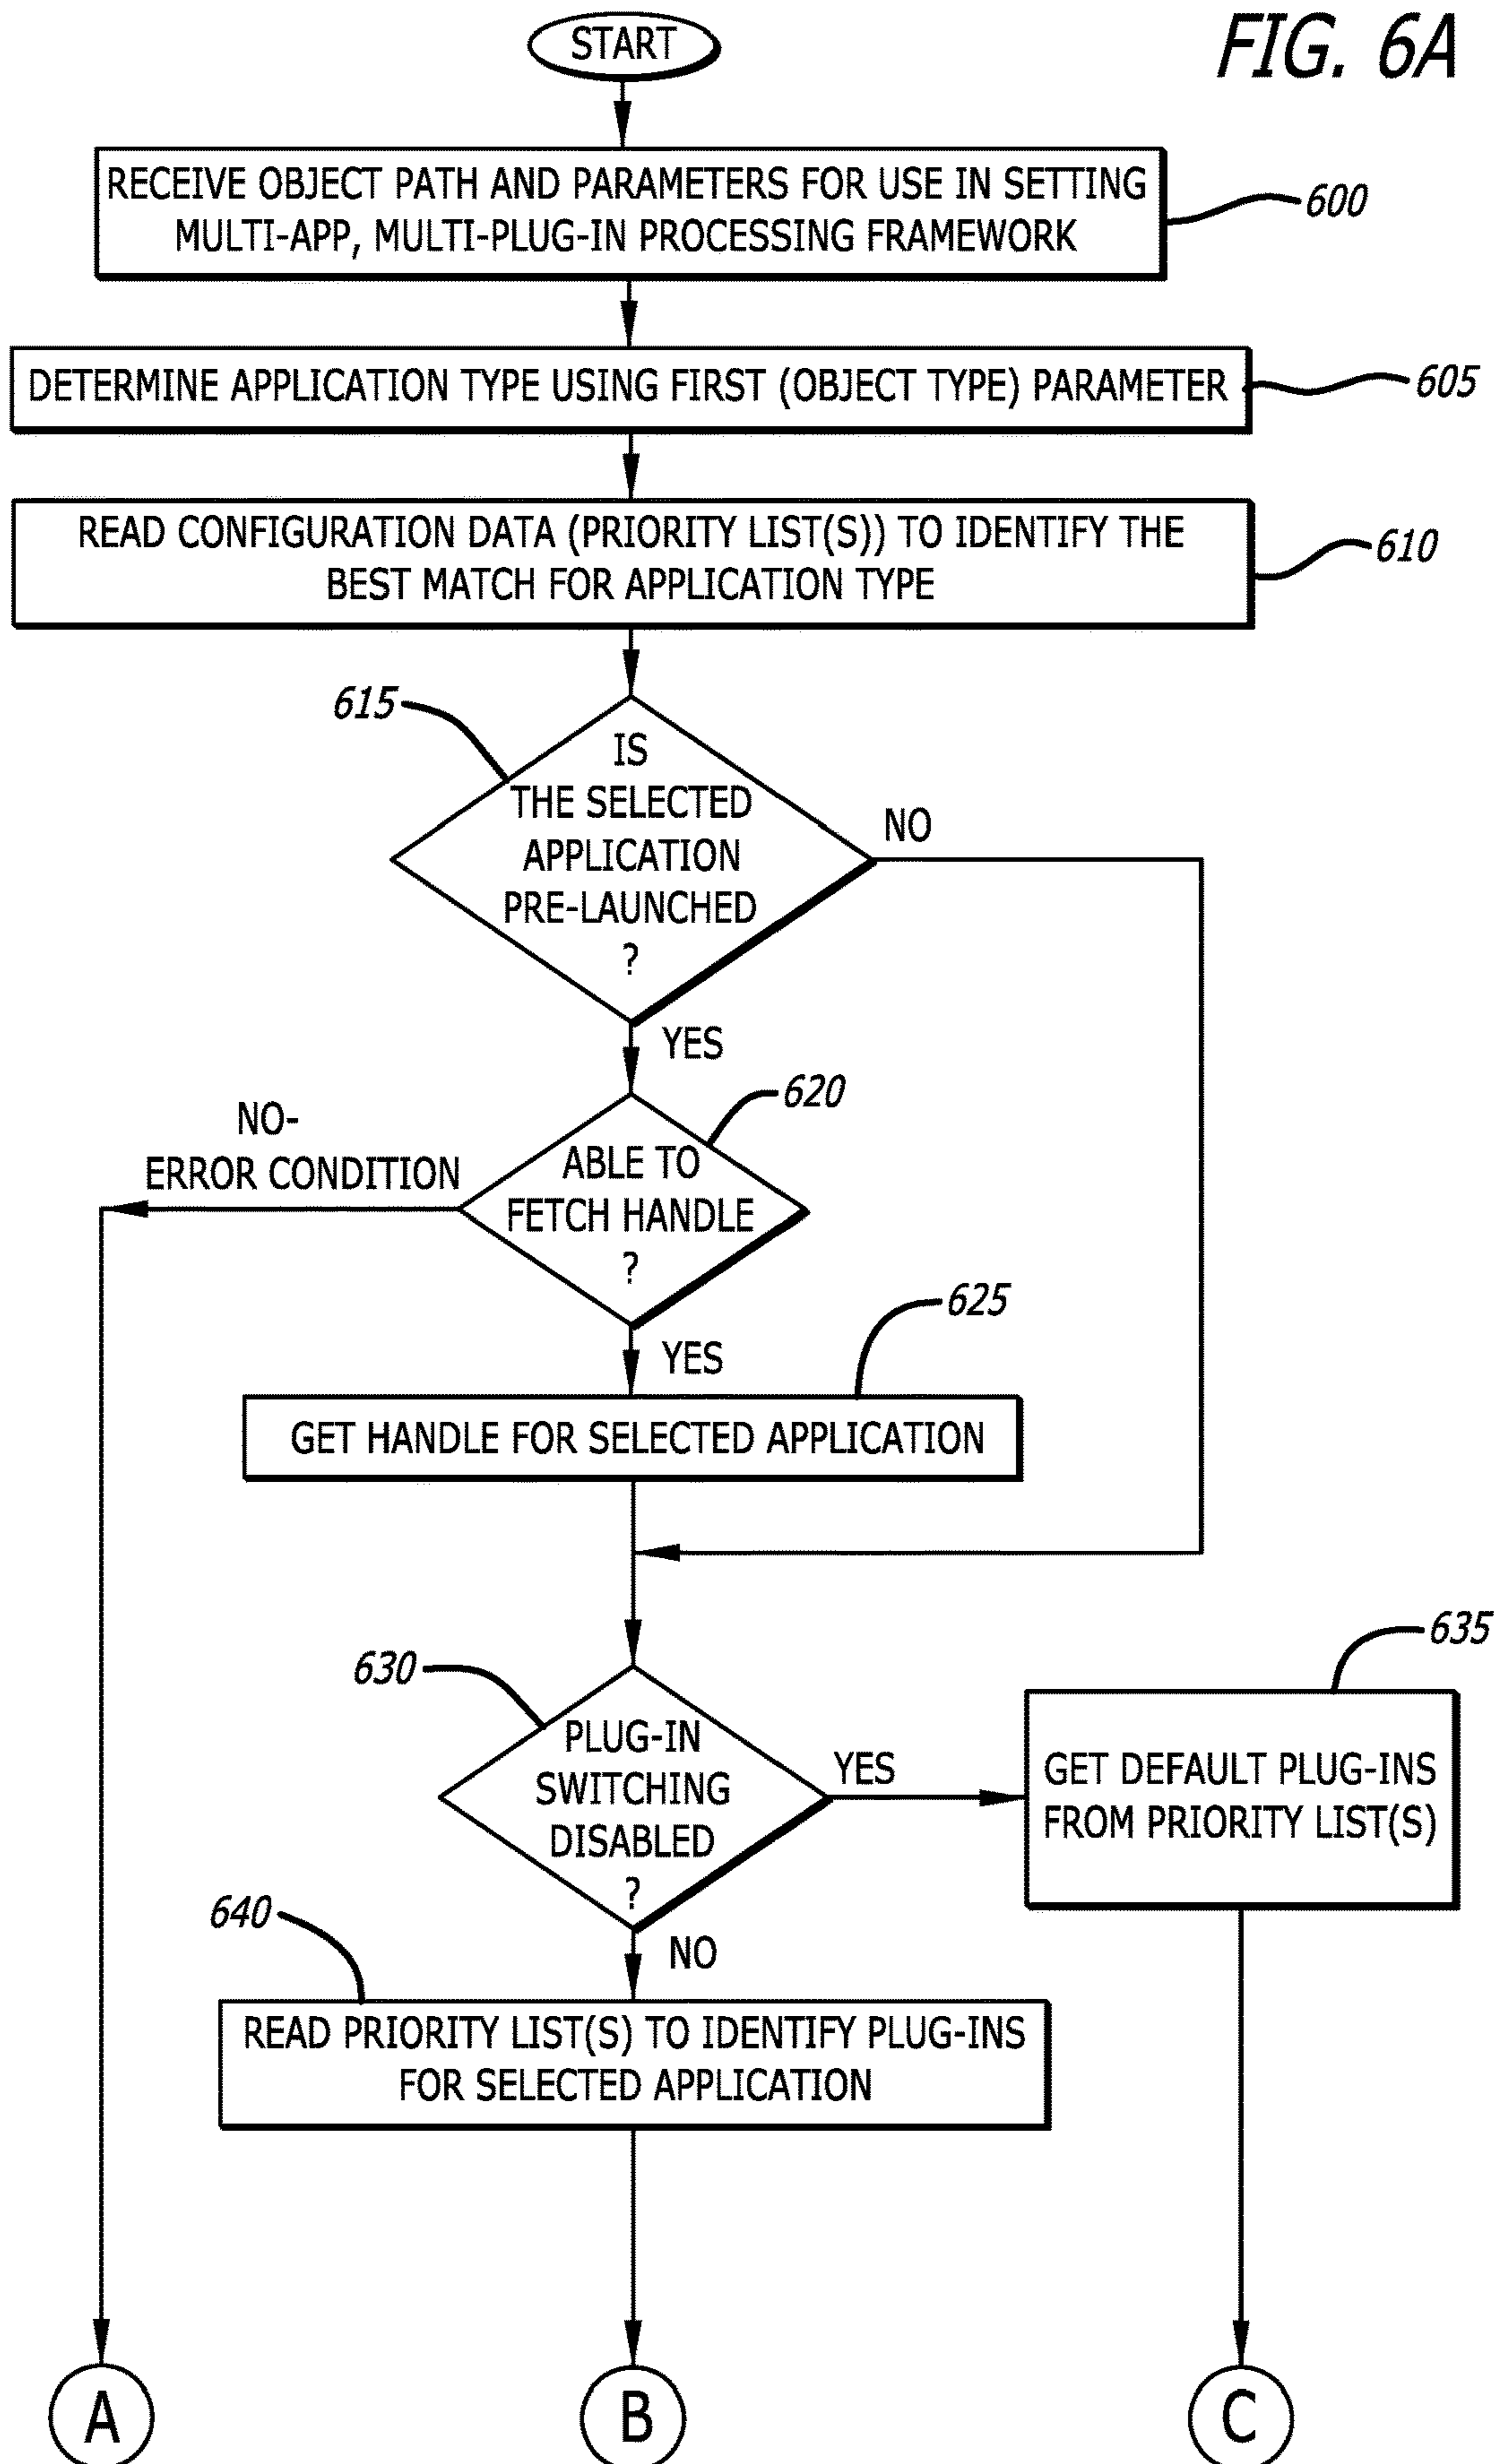 FIG. 6A
START
RECEIVE OBJECT PATH AND PARAMETERS FOR USE IN SETTING
MULTI-APP, MULTI-PLUG-IN PROCESSING FRAMEWORK
600
DETERMINE APPLICATION TYPE USING FIRST (OBJECT TYPE) PARAMETER
605
READ CONFIGURATION DATA (PRIORITY LIST(S)) TO IDENTIFY THE
BEST MATCH FOR APPLICATION TYPE
610
615
IS
THE SELECTED
APPLICATION
PRE-LAUNCHED
?
NO
YES
620
NO-
ERROR CONDITION
ABLE TO
FETCH HANDLE
?
YES
625
GET HANDLE FOR SELECTED APPLICATION
630
PLUG-IN
SWITCHING
DISABLED
?
YES
635
GET DEFAULT PLUG-INS
FROM PRIORITY LIST(S)
NO
640
READ PRIORITY LIST(S) TO IDENTIFY PLUG-INS
FOR SELECTED APPLICATION
A
B
C